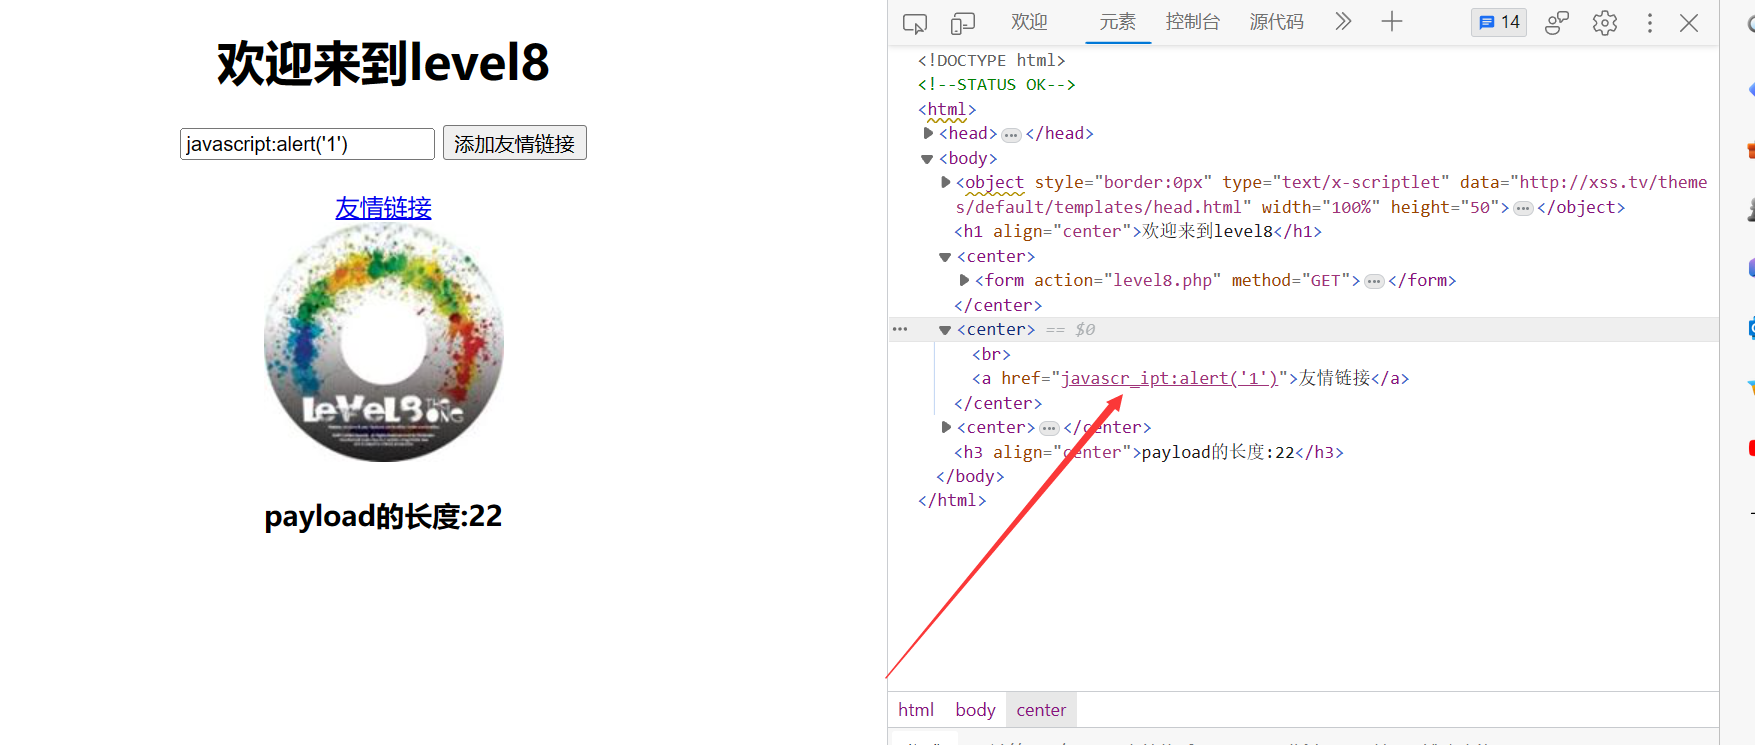 欢迎来到level8
javascript:alert('1')
添加友情链接
友情链接
LeVeL8 THE ONE
payload的长度:22
欢迎
元素
控制台
源代码
14
<!DOCTYPE html>
<!--STATUS OK-->
<html>
<head>…</head>
<body>
<object style="border:0px" type="text/x-scriptlet" data="http://xss.tv/theme
s/default/templates/head.html" width="100%" height="50">…</object>
<h1 align="center">欢迎来到level8</h1>
<center>
<form action="level8.php" method="GET">…</form>
</center>
… <center> == $0
<br>
<a href="javascr_ipt:alert('1')">友情链接</a>
</center>
<center>…</center>
<h3 align="center">payload的长度:22</h3>
</body>
</html>
html
body
center